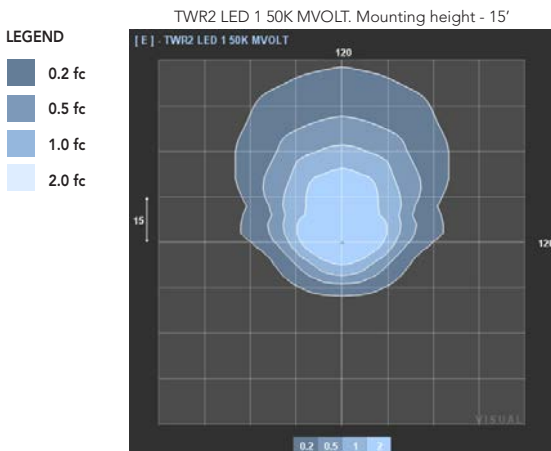 TWR2 LED 1 50K MVOLT. Mounting height - 15'
LEGEND
0.2 fc
0.5 fc
1.0 fc
2.0 fc
[ E ] - TWR2 LED 1 50K MVOLT
120
15
120
VISUAL
0.2 0.5 1 2